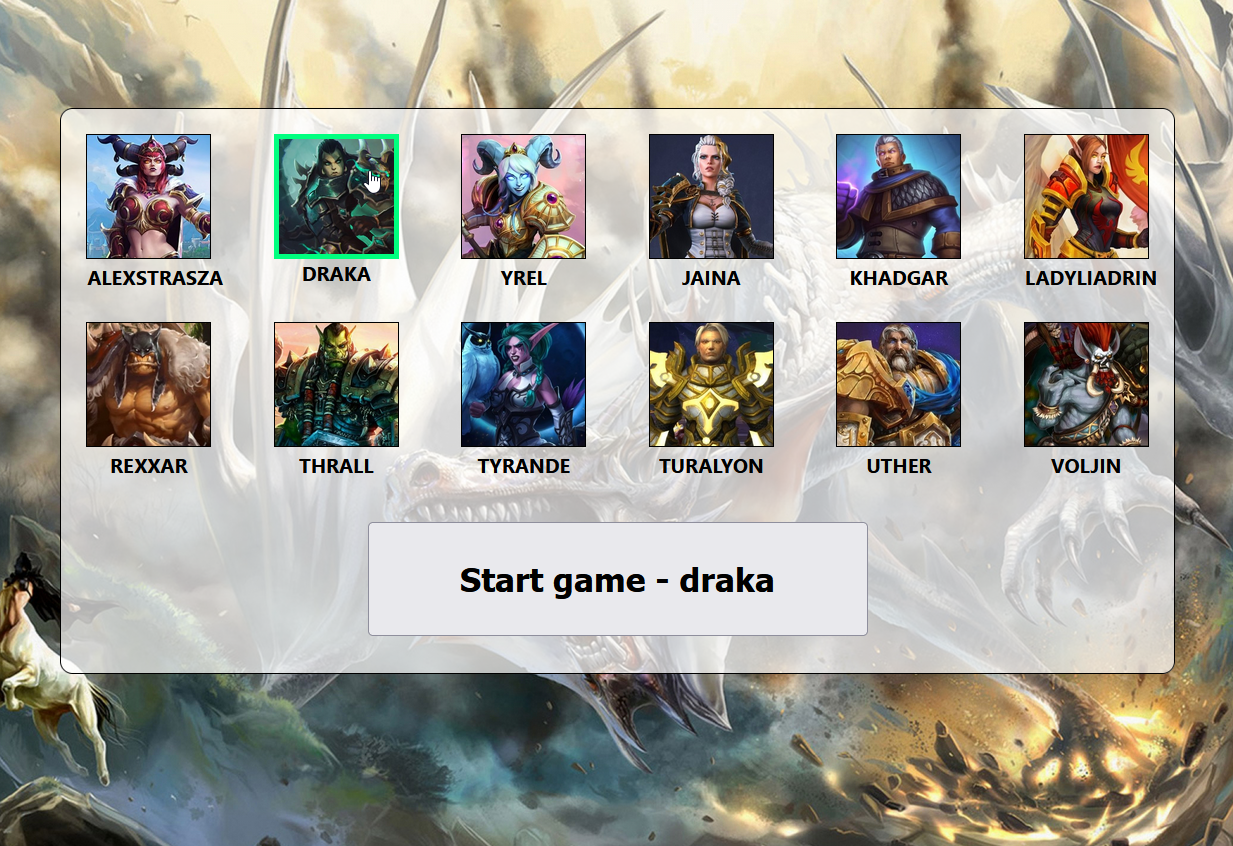 ALEXSTRASZA
DRAKA
YREL
JAINA
KHADGAR
LADYLIADRIN
REXXAR
THRALL
TYRANDE
TURALYON
UTHER
VOLJIN
Start game - draka